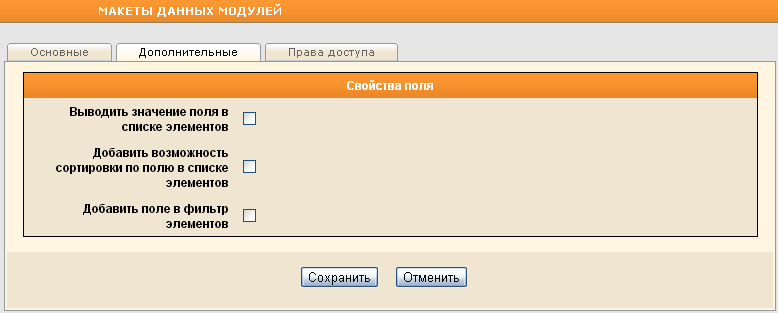 МАКЕТЫ ДАННЫХ МОДУЛЕЙ
Основные Дополнительные Права доступа
Свойства поля
Выводить значение поля в
списке элементов
Добавить возможность
сортировки по полю в списке
элементов
Добавить поле в фильтр
элементов
Сохранить Отменить